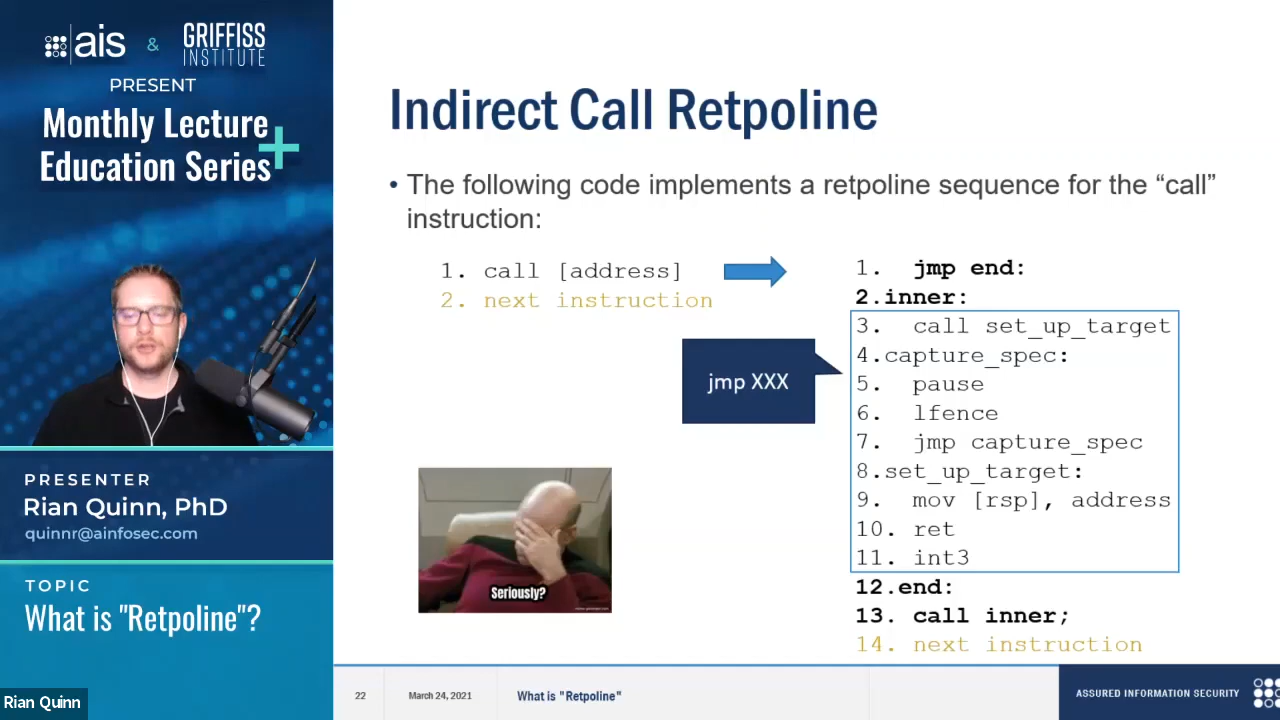 ais & GRIFFISS INSTITUTE
PRESENT
Monthly Lecture
Education Series+
PRESENTER
Rian Quinn, PhD
quinnr@ainfosec.com
TOPIC
What is "Retpoline"?
Rian Quinn
Indirect Call Retpoline
• The following code implements a retpoline sequence for the “call”
instruction:
1. call [address]
2. next instruction
jmp XXX
Seriously?
1. jmp end:
2.inner:
3. call set_up_target
4.capture_spec:
5. pause
6. lfence
7. jmp capture_spec
8.set_up_target:
9. mov [rsp], address
10. ret
11. int3
12.end:
13. call inner;
14. next instruction
22
March 24, 2021
What is "Retpoline"
ASSURED INFORMATION SECURITY